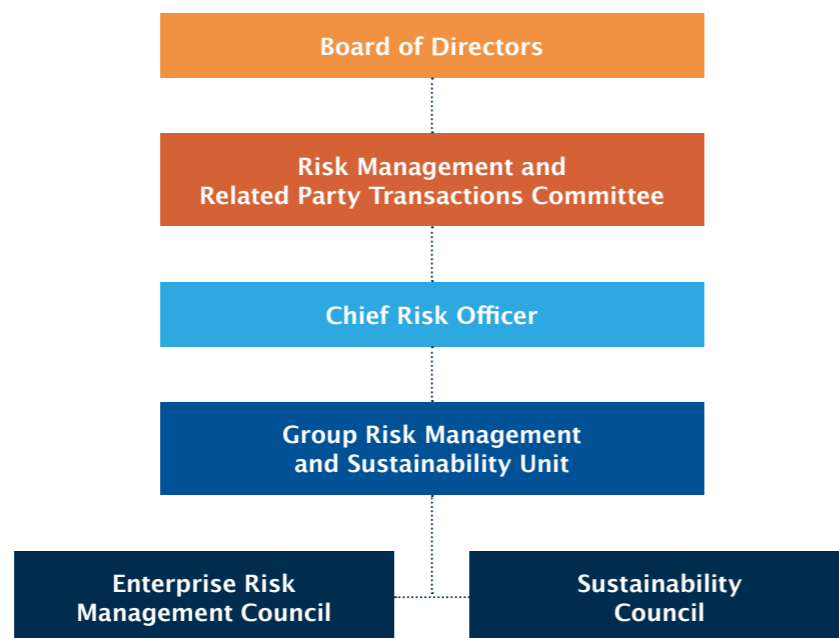 Board of Directors
Risk Management and
Related Party Transactions Committee
Chief Risk Officer
Group Risk Management
and Sustainability Unit
Enterprise Risk
Management Council
Sustainability
Council